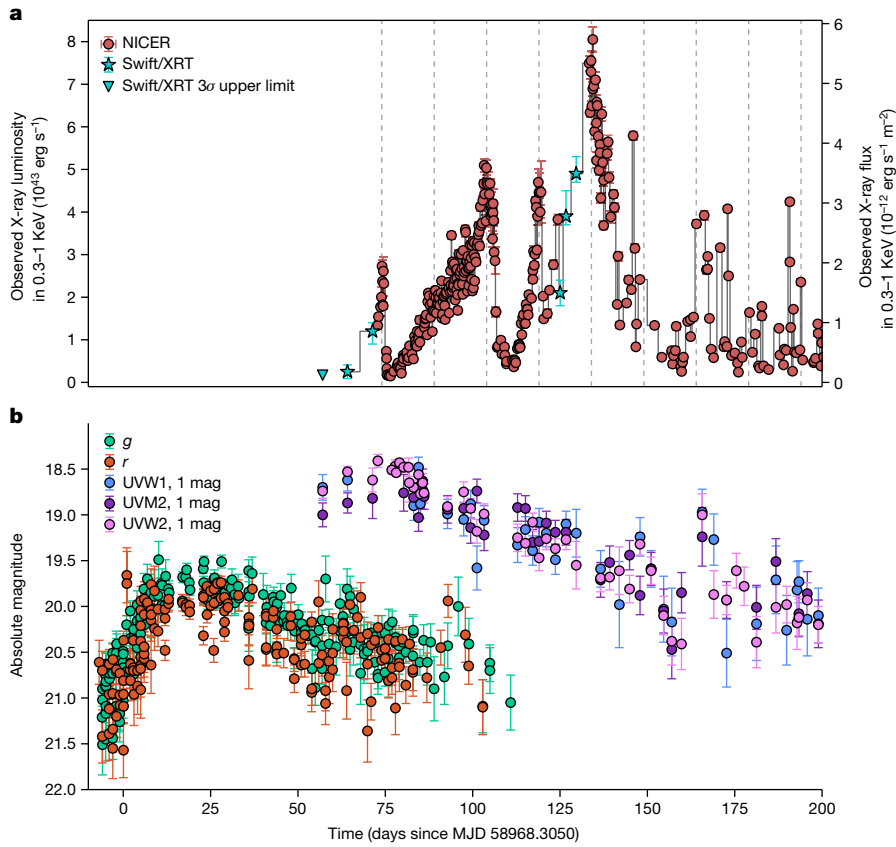 a
NICER
Swift/XRT
Swift/XRT 3σ upper limit
Observed X-ray luminosity
in 0.3–1 KeV (10⁴³ erg s⁻¹)
8
7
6
5
4
3
2
1
0
Observed X-ray flux
in 0.3–1 KeV (10⁻¹² erg s⁻¹ m⁻²)
6
5
4
3
2
1
0
b
g
r
UVW1, 1 mag
UVM2, 1 mag
UVW2, 1 mag
Absolute magnitude
18.5
19.0
19.5
20.0
20.5
21.0
21.5
22.0
0 25 50 75 100 125 150 175 200
Time (days since MJD 58968.3050)